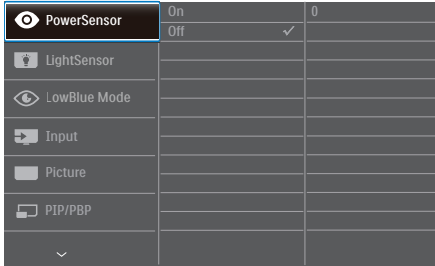 PowerSensor
On
0
Off
LightSensor
LowBlue Mode
Input
Picture
PIP/PBP